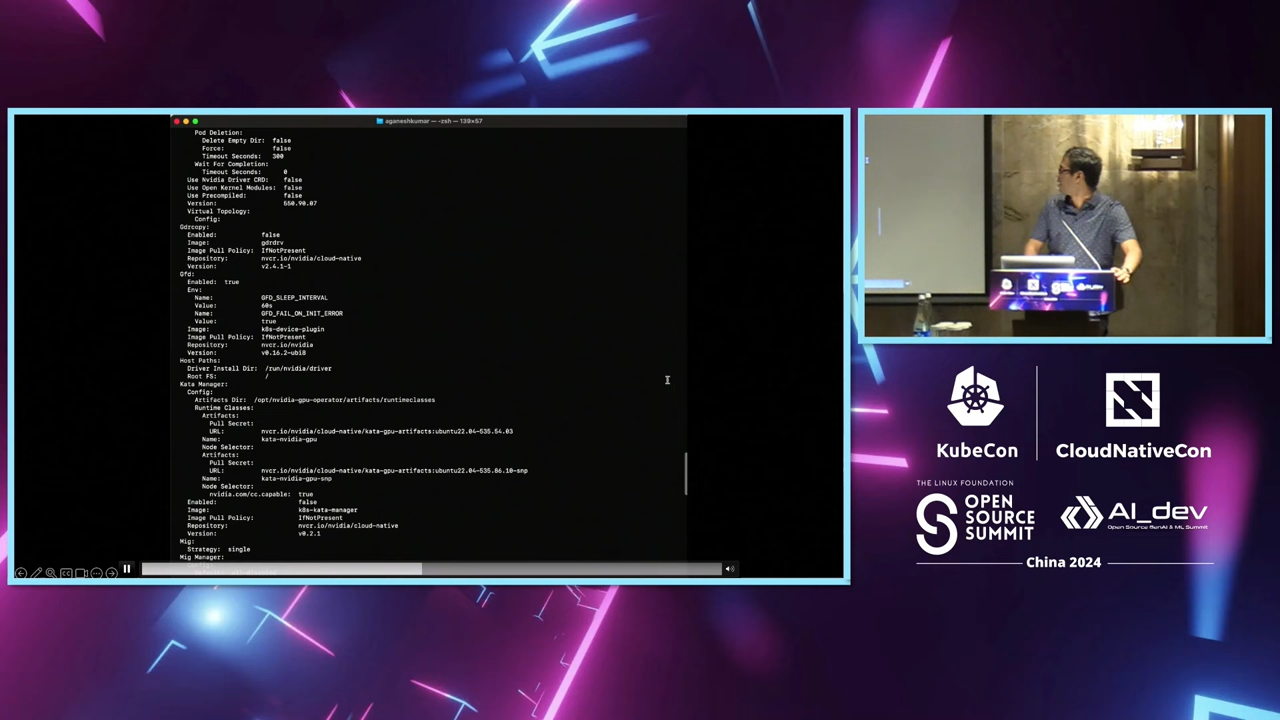 aganeshkumar — -zsh — 139×57
Pod Deletion:
Delete Empty Dir: false
Force: false
Timeout Seconds: 300
Wait For Completion:
Timeout Seconds: 0
Use Nvidia Driver CRD: false
Use Open Kernel Modules: false
Use Precompiled: false
Version: 550.90.07
Virtual Topology:
Config:
Gdrcopy:
Enabled: false
Image: gdrdrv
Image Pull Policy: IfNotPresent
Repository: nvcr.io/nvidia/cloud-native
Version: v2.4.1-1
Gfd:
Enabled: true
Env:
Name: GFD_SLEEP_INTERVAL
Value: 60s
Name: GFD_FAIL_ON_INIT_ERROR
Value: true
Image: k8s-device-plugin
Image Pull Policy: IfNotPresent
Repository: nvcr.io/nvidia
Version: v0.16.2-ubi8
Host Paths:
Driver Install Dir: /run/nvidia/driver
Root FS: /
Kata Manager:
Config:
Artifacts Dir: /opt/nvidia-gpu-operator/artifacts/runtimeclasses
Runtime Classes:
Artifacts:
Pull Secret:
URL: nvcr.io/nvidia/cloud-native/kata-gpu-artifacts:ubuntu22.04-535.54.03
Name: kata-nvidia-gpu
Node Selector:
Artifacts:
Pull Secret:
URL: nvcr.io/nvidia/cloud-native/kata-gpu-artifacts:ubuntu22.04-535.86.10-snp
Name: kata-nvidia-gpu-snp
Node Selector:
nvidia.com/cc.capable: true
Enabled: false
Image: k8s-kata-manager
Image Pull Policy: IfNotPresent
Repository: nvcr.io/nvidia/cloud-native
Version: v0.2.1
Mig:
Strategy: single
Mig Manager:
KubeCon
CloudNativeCon
THE LINUX FOUNDATION
OPEN
SOURCE
SUMMIT
AI_dev
Open Source GenAI & ML Summit
China 2024